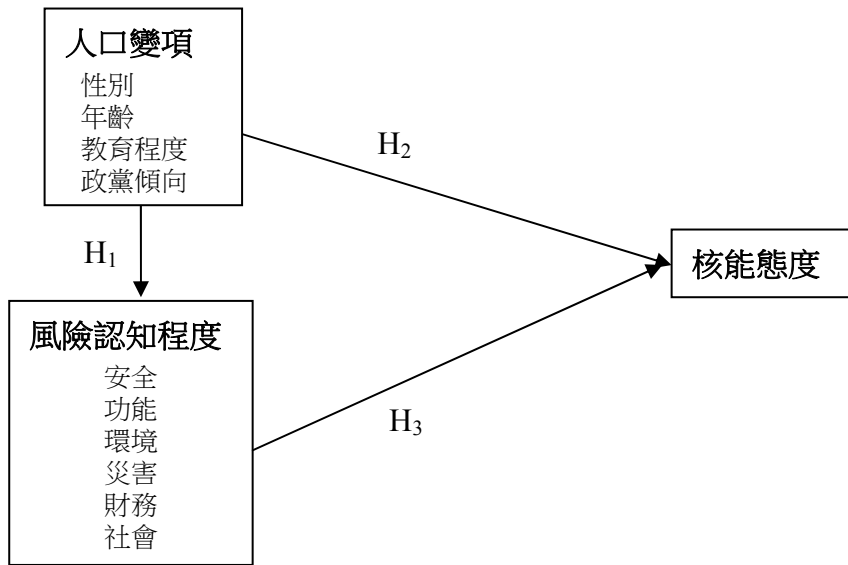 人口變項
性別
年齡
教育程度
政黨傾向
H₂
H₁
核能態度
風險認知程度
安全
功能
環境
災害
財務
社會
H₃